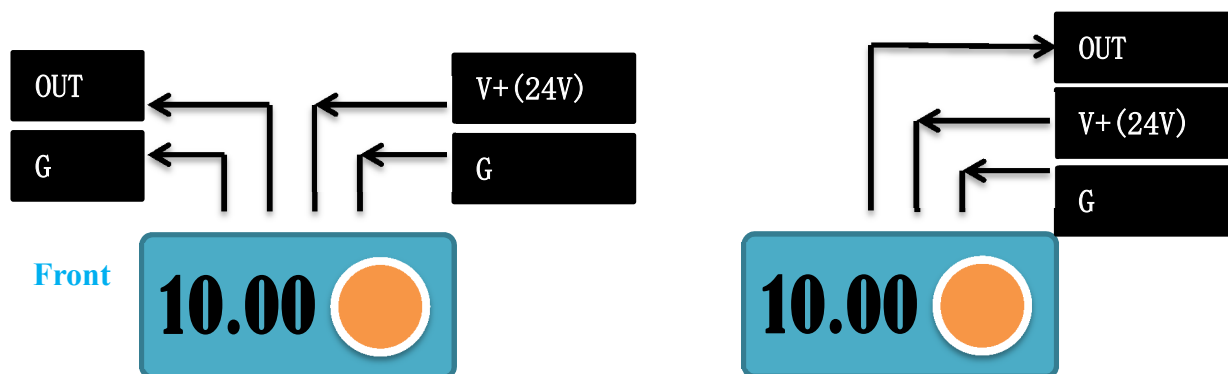 OUT
G
V+(24V)
G
Front
10.00
OUT
V+(24V)
G
10.00